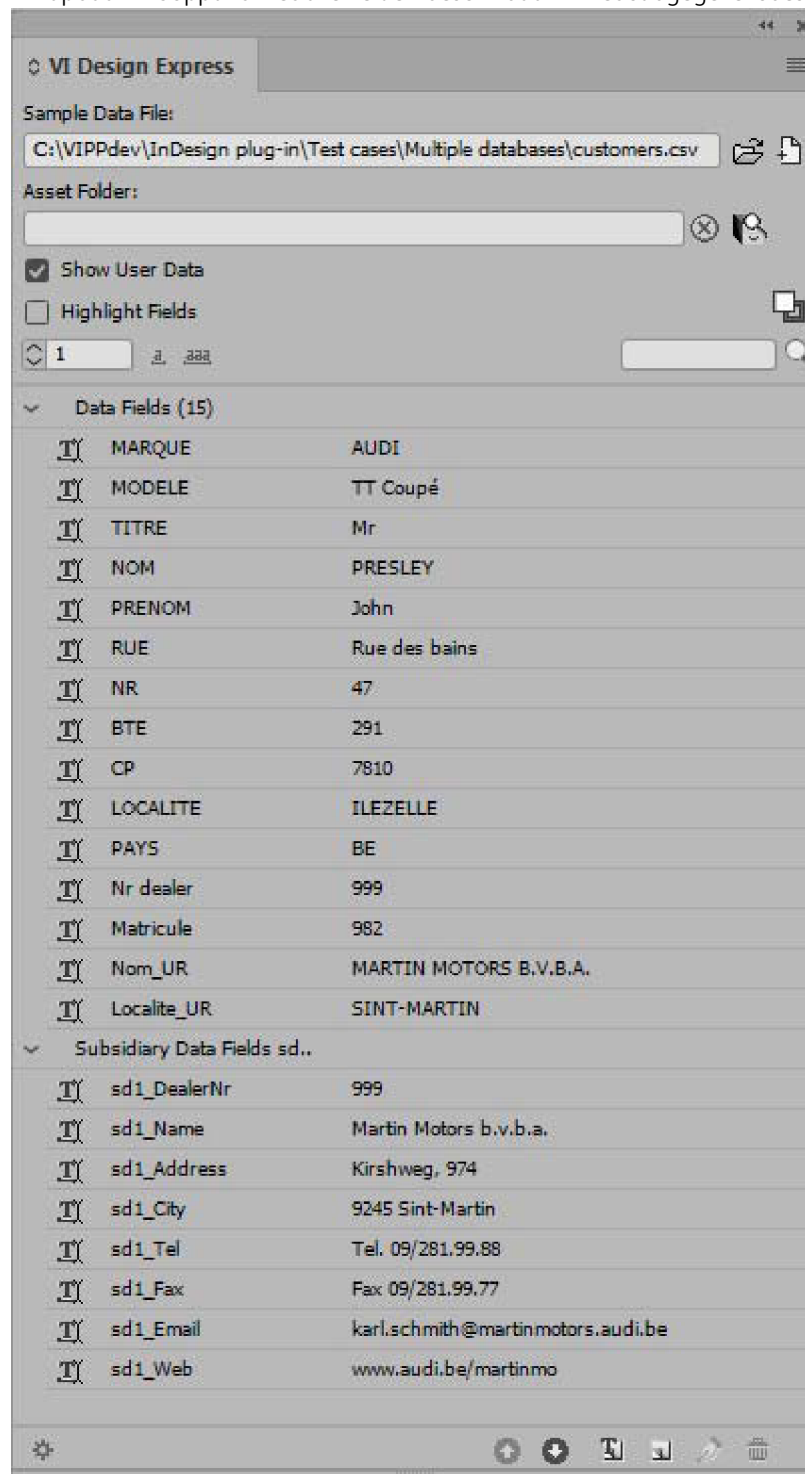 VI Design Express
Sample Data File:
C:\VIPPdev\InDesign plug-in\Test cases\Multiple databases\customers.csv
Asset Folder:
Show User Data
Highlight Fields
1 a aaa
Data Fields (15)
MARQUE AUDI
MODELE TT Coupé
TITRE Mr
NOM PRESLEY
PRENOM John
RUE Rue des bains
NR 47
BTE 291
CP 7810
LOCALITE ILEZELLE
PAYS BE
Nr dealer 999
Matricule 982
Nom_UR MARTIN MOTORS B.V.B.A.
Localite_UR SINT-MARTIN
Subsidiary Data Fields sd..
sd1_DealerNr 999
sd1_Name Martin Motors b.v.b.a.
sd1_Address Kirshweg, 974
sd1_City 9245 Sint-Martin
sd1_Tel Tel. 09/281.99.88
sd1_Fax Fax 09/281.99.77
sd1_Email karl.schmith@martinmotors.audi.be
sd1_Web www.audi.be/martinmo